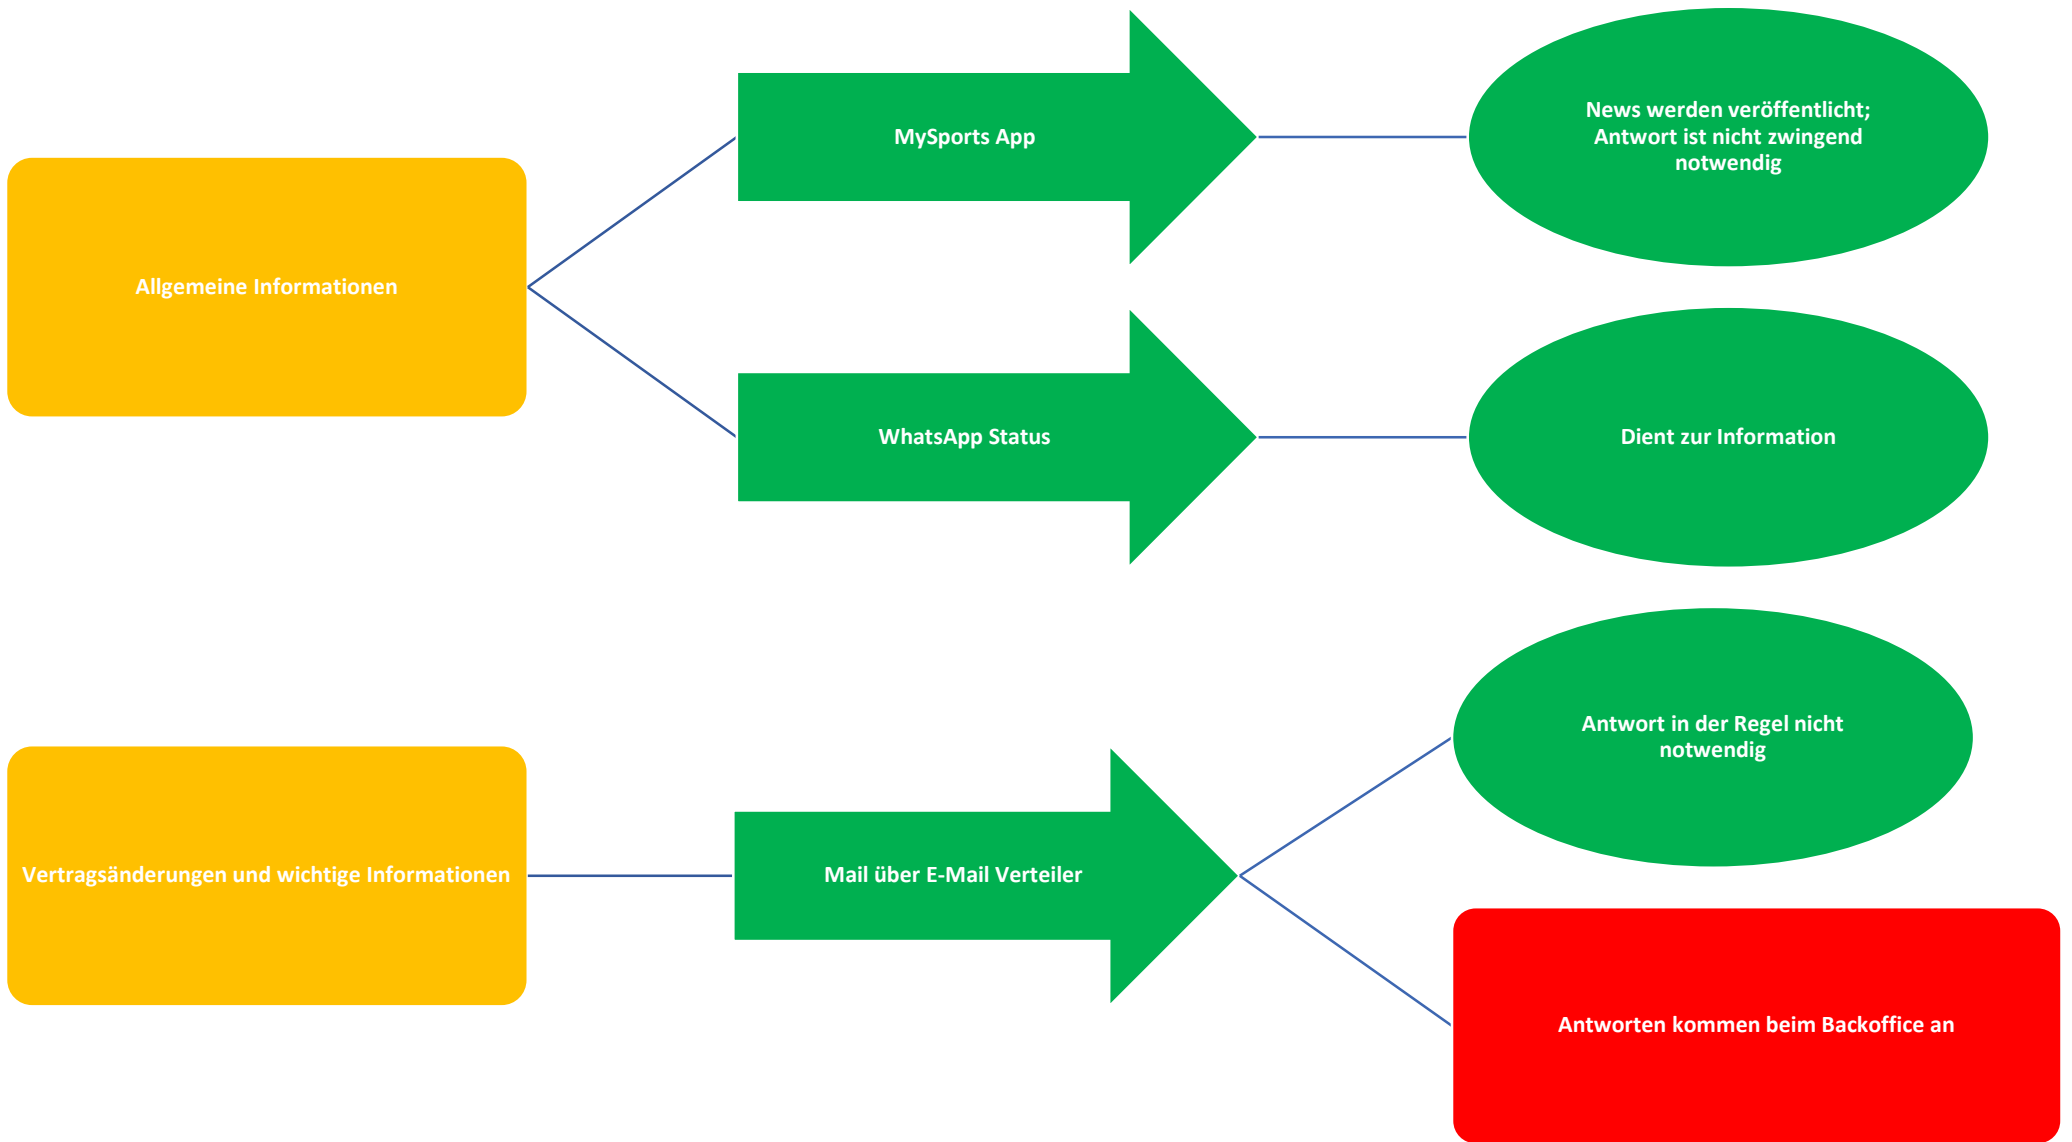 News werden veröffentlicht;
Antwort ist nicht zwingend
notwendig
MySports App
Allgemeine Informationen
WhatsApp Status
Dient zur Information
Antwort in der Regel nicht
notwendig
Vertragsänderungen und wichtige Informationen
Mail über E-Mail Verteiler
Antworten kommen beim Backoffice an